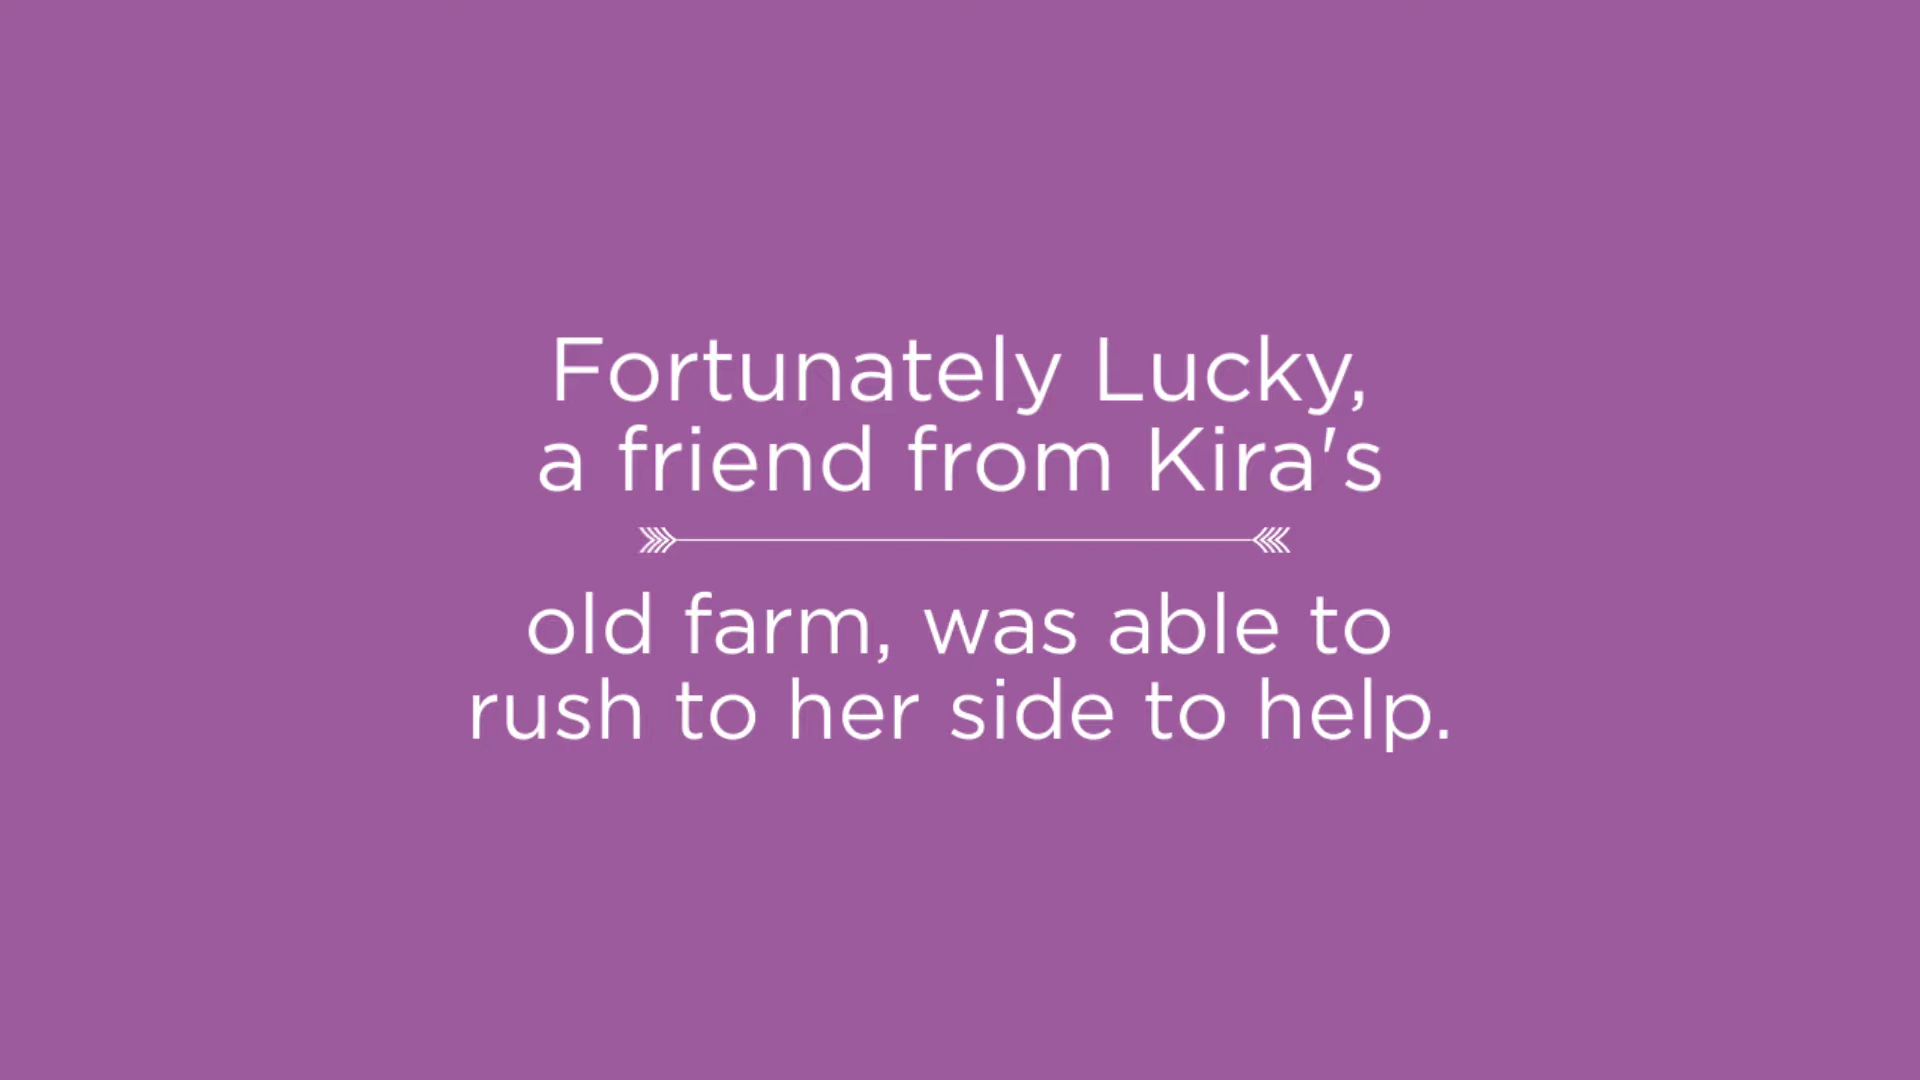 Fortunately Lucky,
a friend from Kira's
old farm, was able to
rush to her side to help.